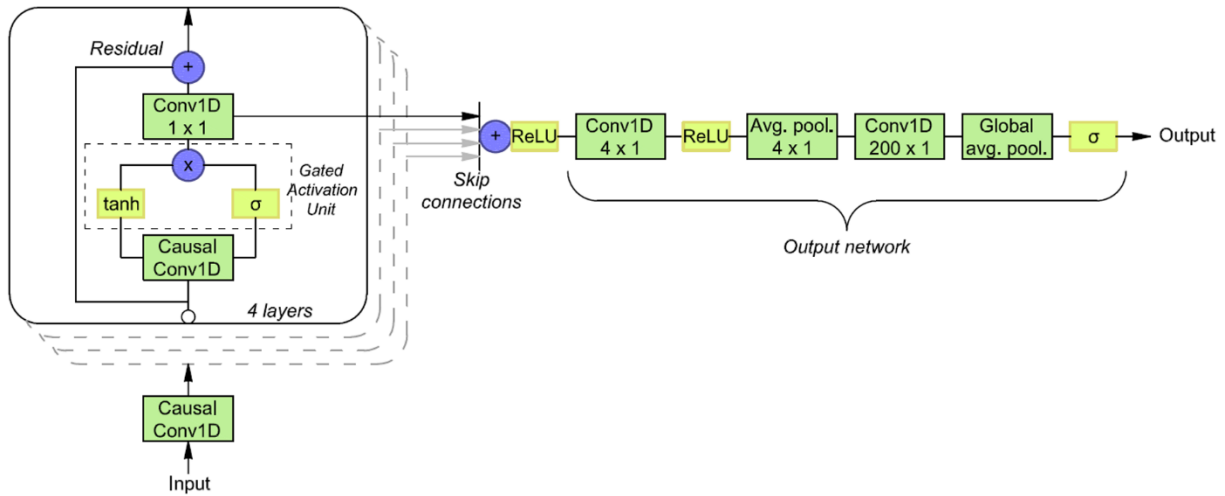 Residual
+
Conv1D
1 x 1
x
Gated
Activation
Unit
tanh
σ
Causal
Conv1D
4 layers
Causal
Conv1D
Input
+
Skip
connections
ReLU
Conv1D
4 x 1
ReLU
Avg. pool.
4 x 1
Conv1D
200 x 1
Global
avg. pool.
σ
Output
Output network